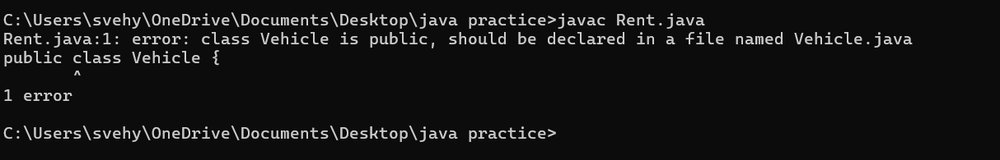 C:\Users\svehy\OneDrive\Documents\Desktop\java practice>javac Rent.java
Rent.java:1: error: class Vehicle is public, should be declared in a file named Vehicle.java
public class Vehicle {
       ^
1 error
C:\Users\svehy\OneDrive\Documents\Desktop\java practice>